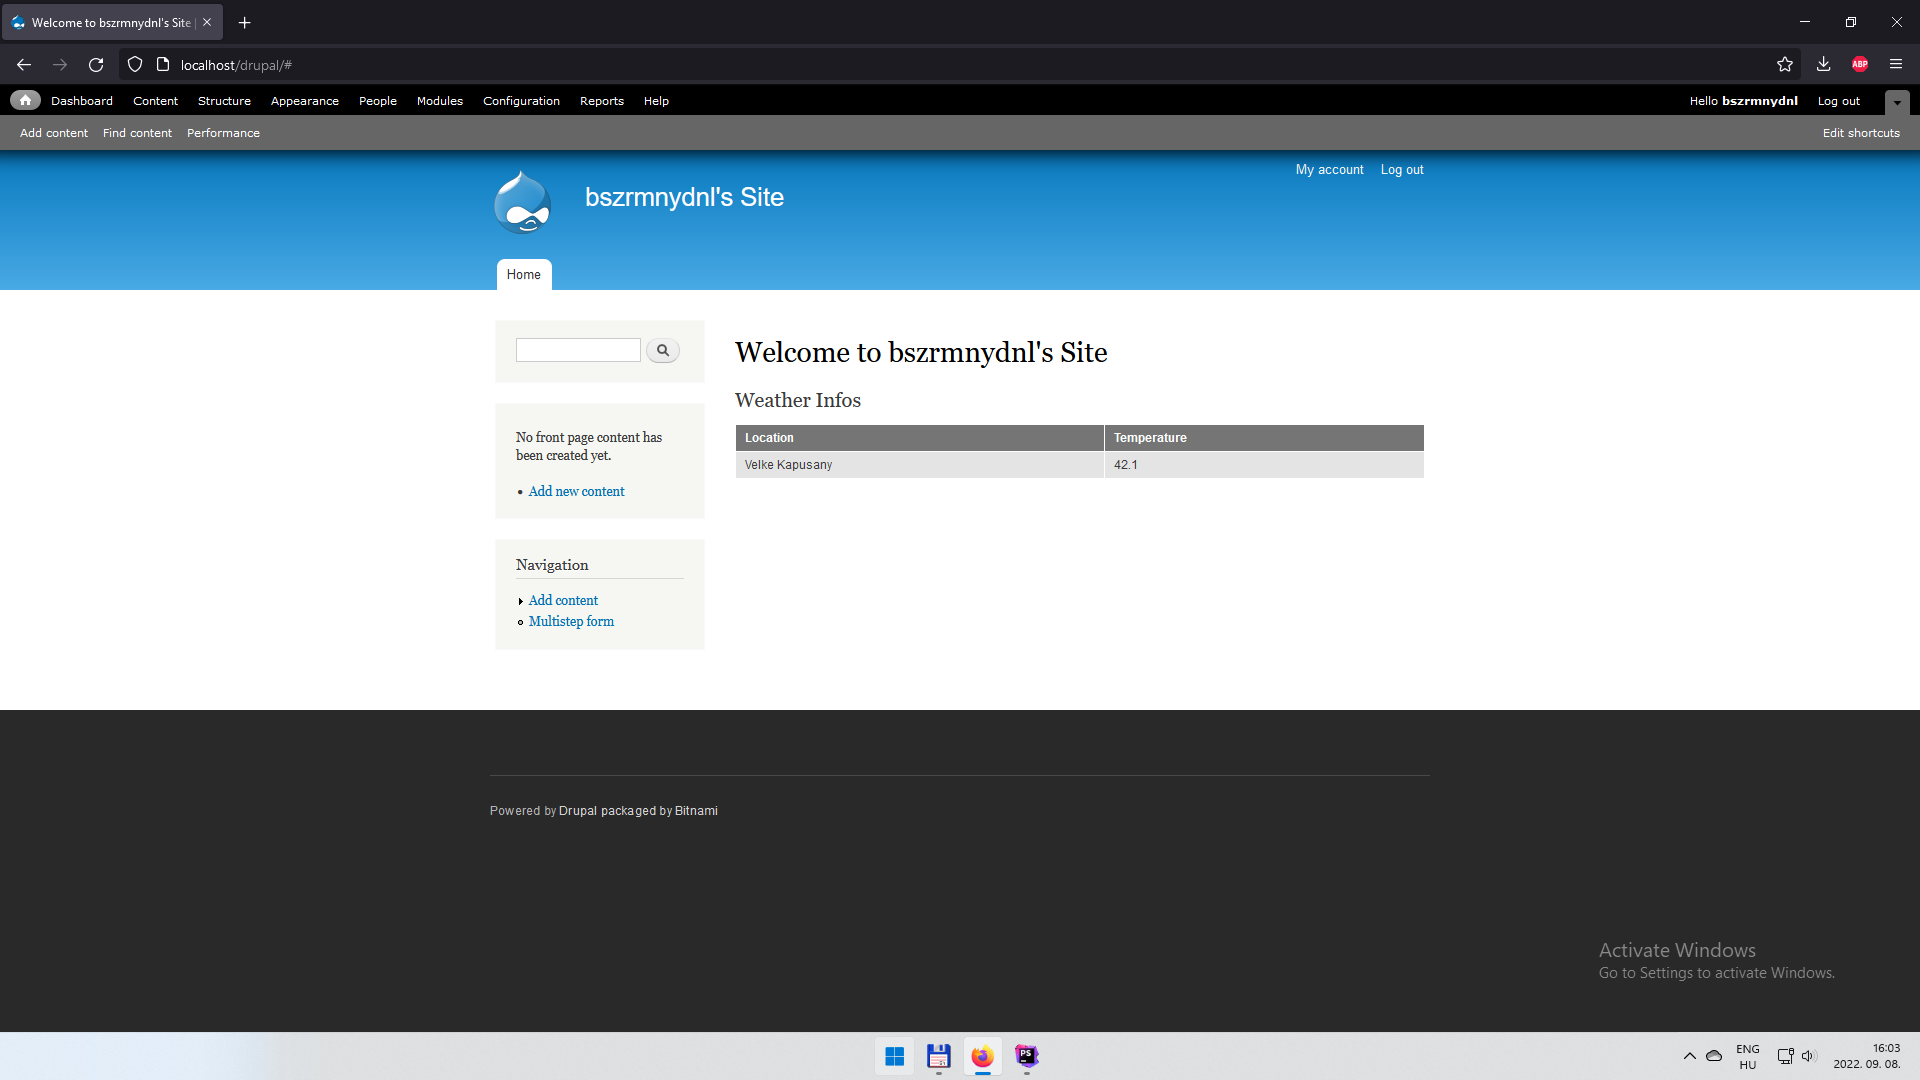 Welcome to bszrmnydnl's Site |
localhost/drupal/#
ABP
Dashboard Content Structure Appearance People Modules Configuration Reports Help
Hello bszrmnydnl Log out
Add content Find content Performance
Edit shortcuts
My account Log out
bszrmnydnl's Site
Home
Welcome to bszrmnydnl's Site
Weather Infos
Location Temperature
Velke Kapusany 42.1
No front page content has
been created yet.
Add new content
Navigation
Add content
Multistep form
Powered by Drupal packaged by Bitnami
Activate Windows
Go to Settings to activate Windows.
PS
ENG
HU
16:03
2022. 09. 08.